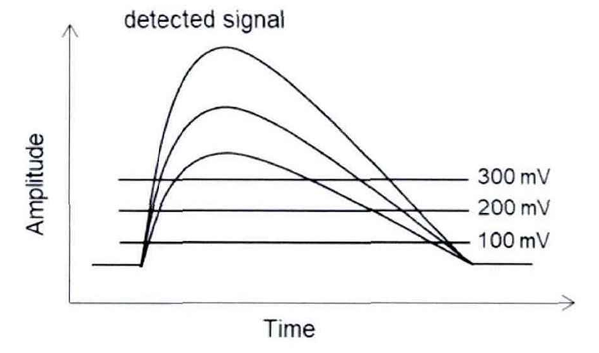 detected signal
Amplitude
300 mV
200 mV
100 mV
Time